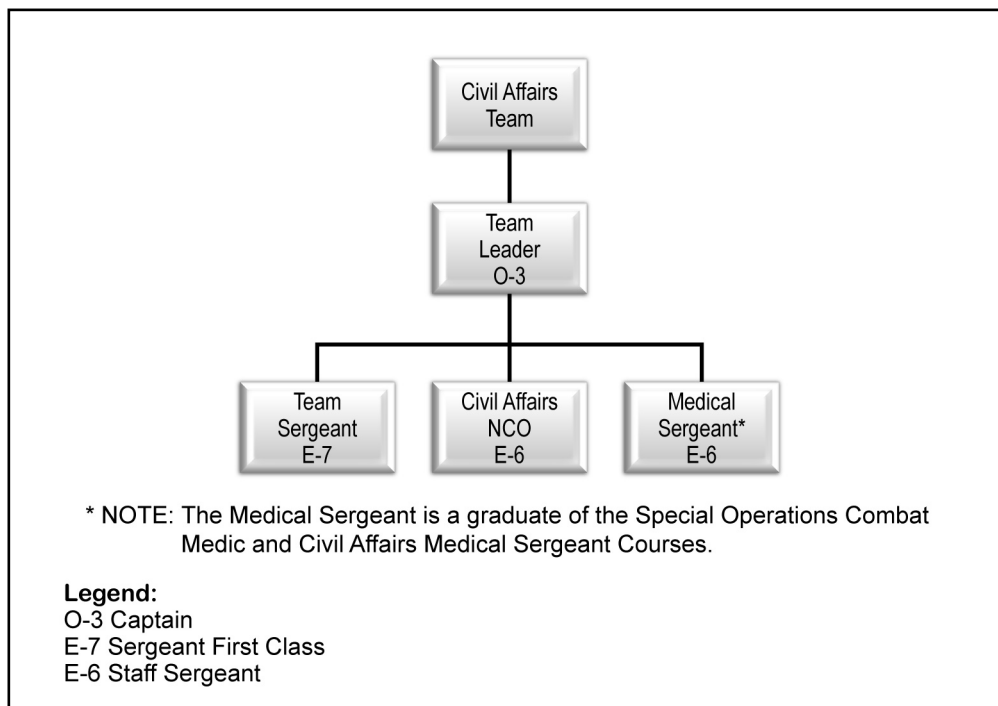 Civil Affairs
Team
Team
Leader
O-3
Team
Sergeant
E-7
Civil Affairs
NCO
E-6
Medical
Sergeant*
E-6
* NOTE: The Medical Sergeant is a graduate of the Special Operations Combat
Medic and Civil Affairs Medical Sergeant Courses.
Legend:
O-3 Captain
E-7 Sergeant First Class
E-6 Staff Sergeant